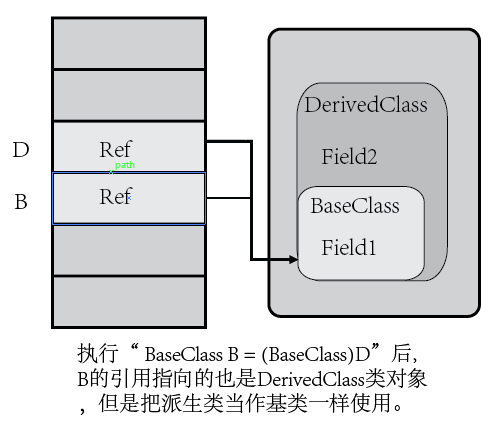 DerivedClass
D
Ref
Field2
path
B
Ref
BaseClass
Field1
执行“ BaseClass B = (BaseClass)D”后,
B的引用指向的也是DerivedClass类对象
，但是把派生类当作基类一样使用。